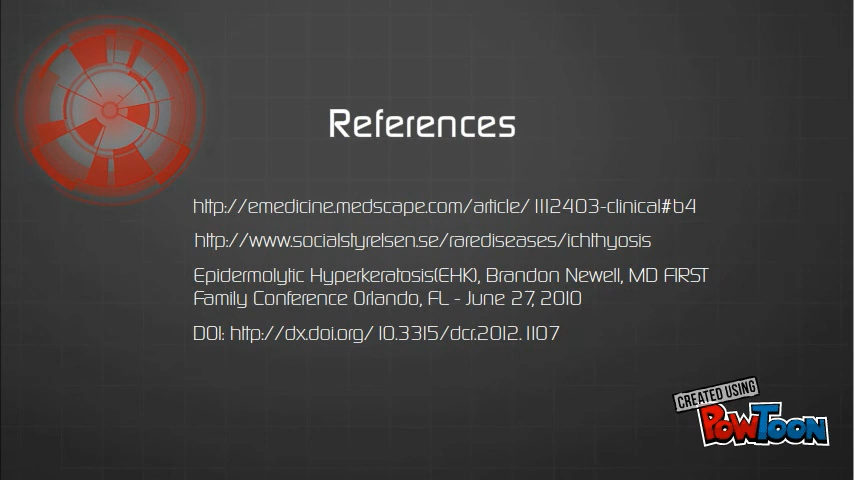 References
http://emedicine.medscape.com/article/ 1112403-clinical#b4
http://www.socialstyrelsen.se/rarediseases/ichthyosis
Epidermolytic Hyperkeratosis(EHK), Brandon Newell, MD FIRST
Family Conference Orlando, FL - June 27, 2010
DOI: http://dx.doi.org/ 10.3315/dcr.2012.1107
CREATED USING
POWTOON